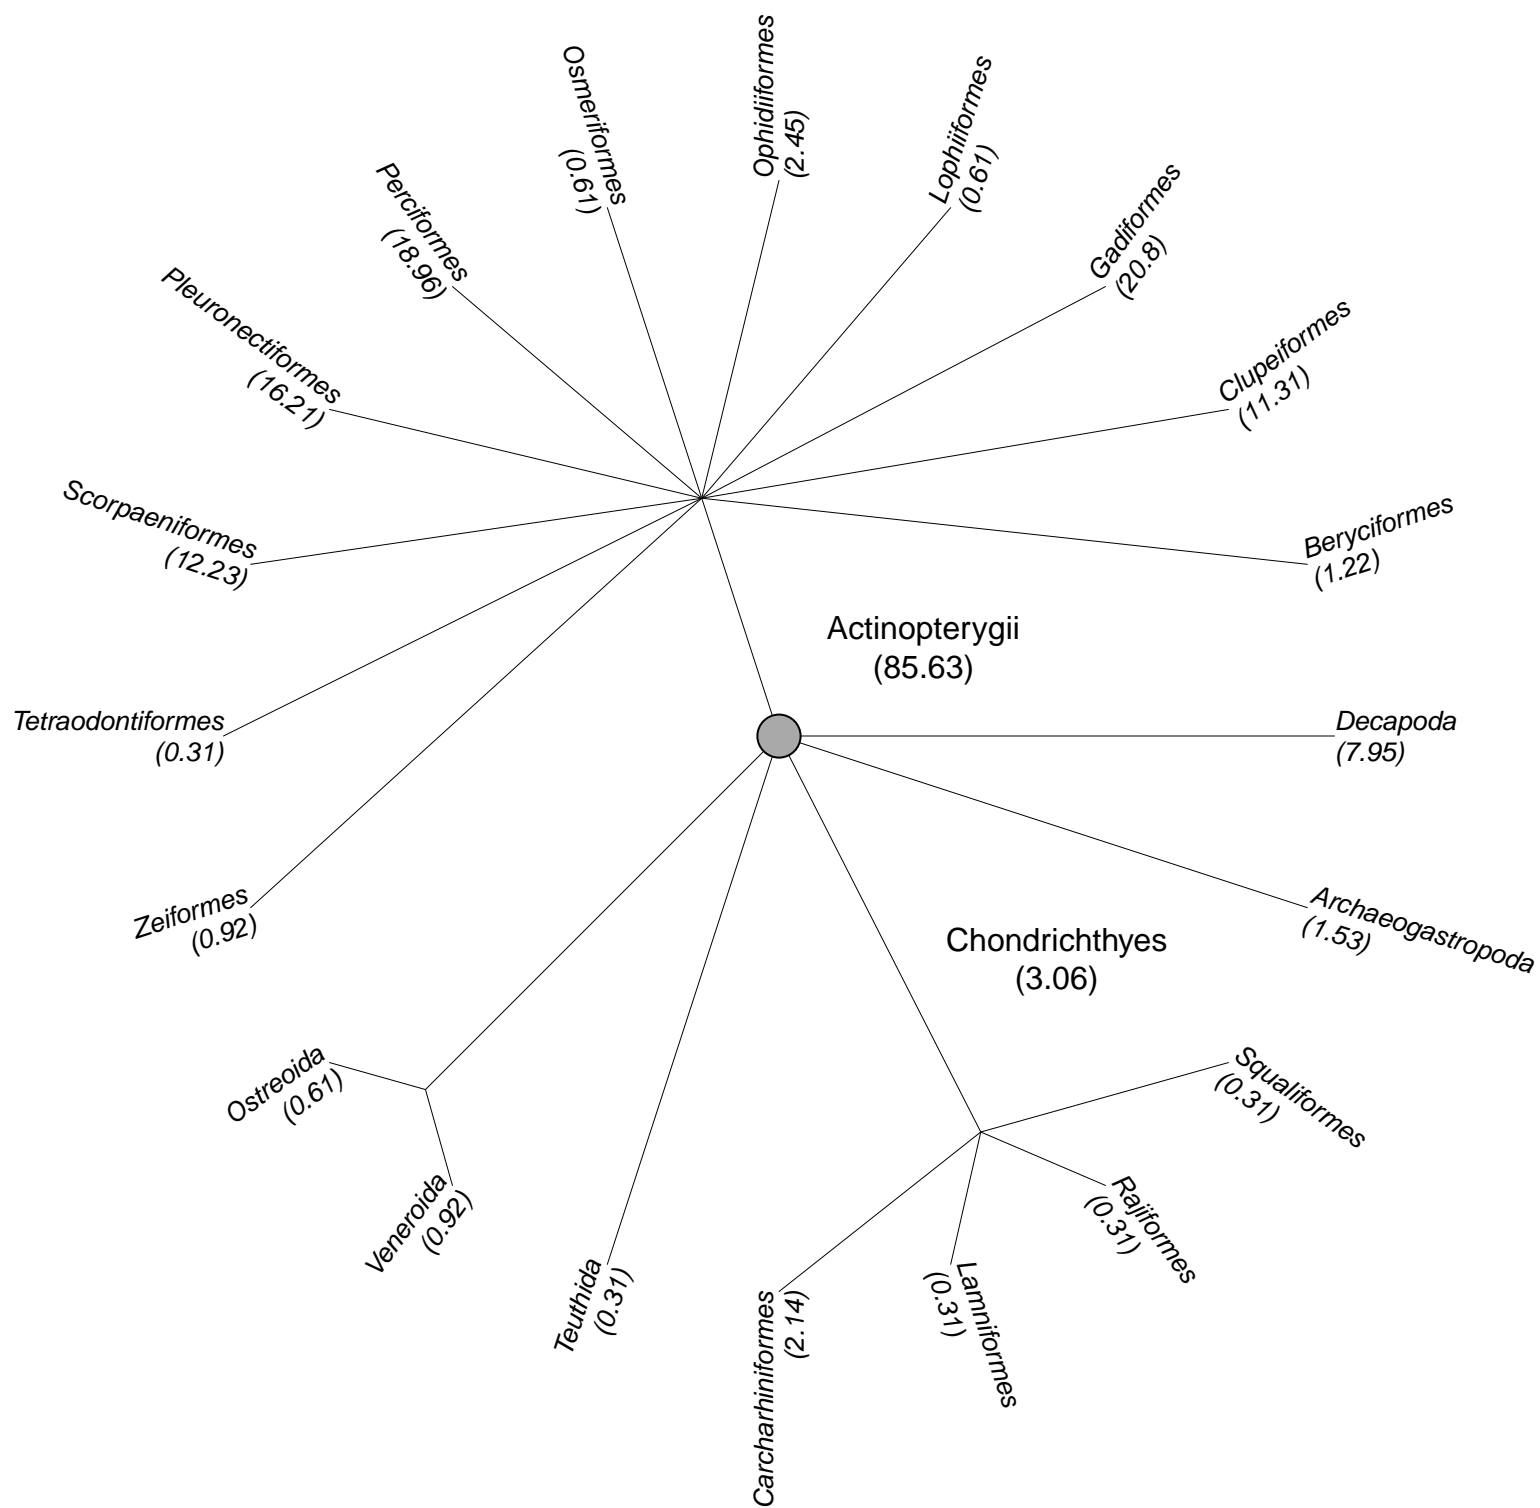 Ophidiiformes
(2.45)
Osmeriformes
(0.61)
Lophiiformes
(0.61)
Perciformes
(18.96)
Gadiformes
(20.8)
Pleuronectiformes
(16.21)
Clupeiformes
(11.31)
Scorpaeniformes
(12.23)
Beryciformes
(1.22)
Actinopterygii
(85.63)
Tetraodontiformes
(0.31)
Decapoda
(7.95)
Zeiformes
(0.92)
Archaeogastropoda
(1.53)
Chondrichthyes
(3.06)
Ostreoida
(0.61)
Squaliformes
(0.31)
Veneroida
(0.92)
Rajiformes
(0.31)
Teuthida
(0.31)
Lamniformes
(0.31)
Carcharhiniformes
(2.14)